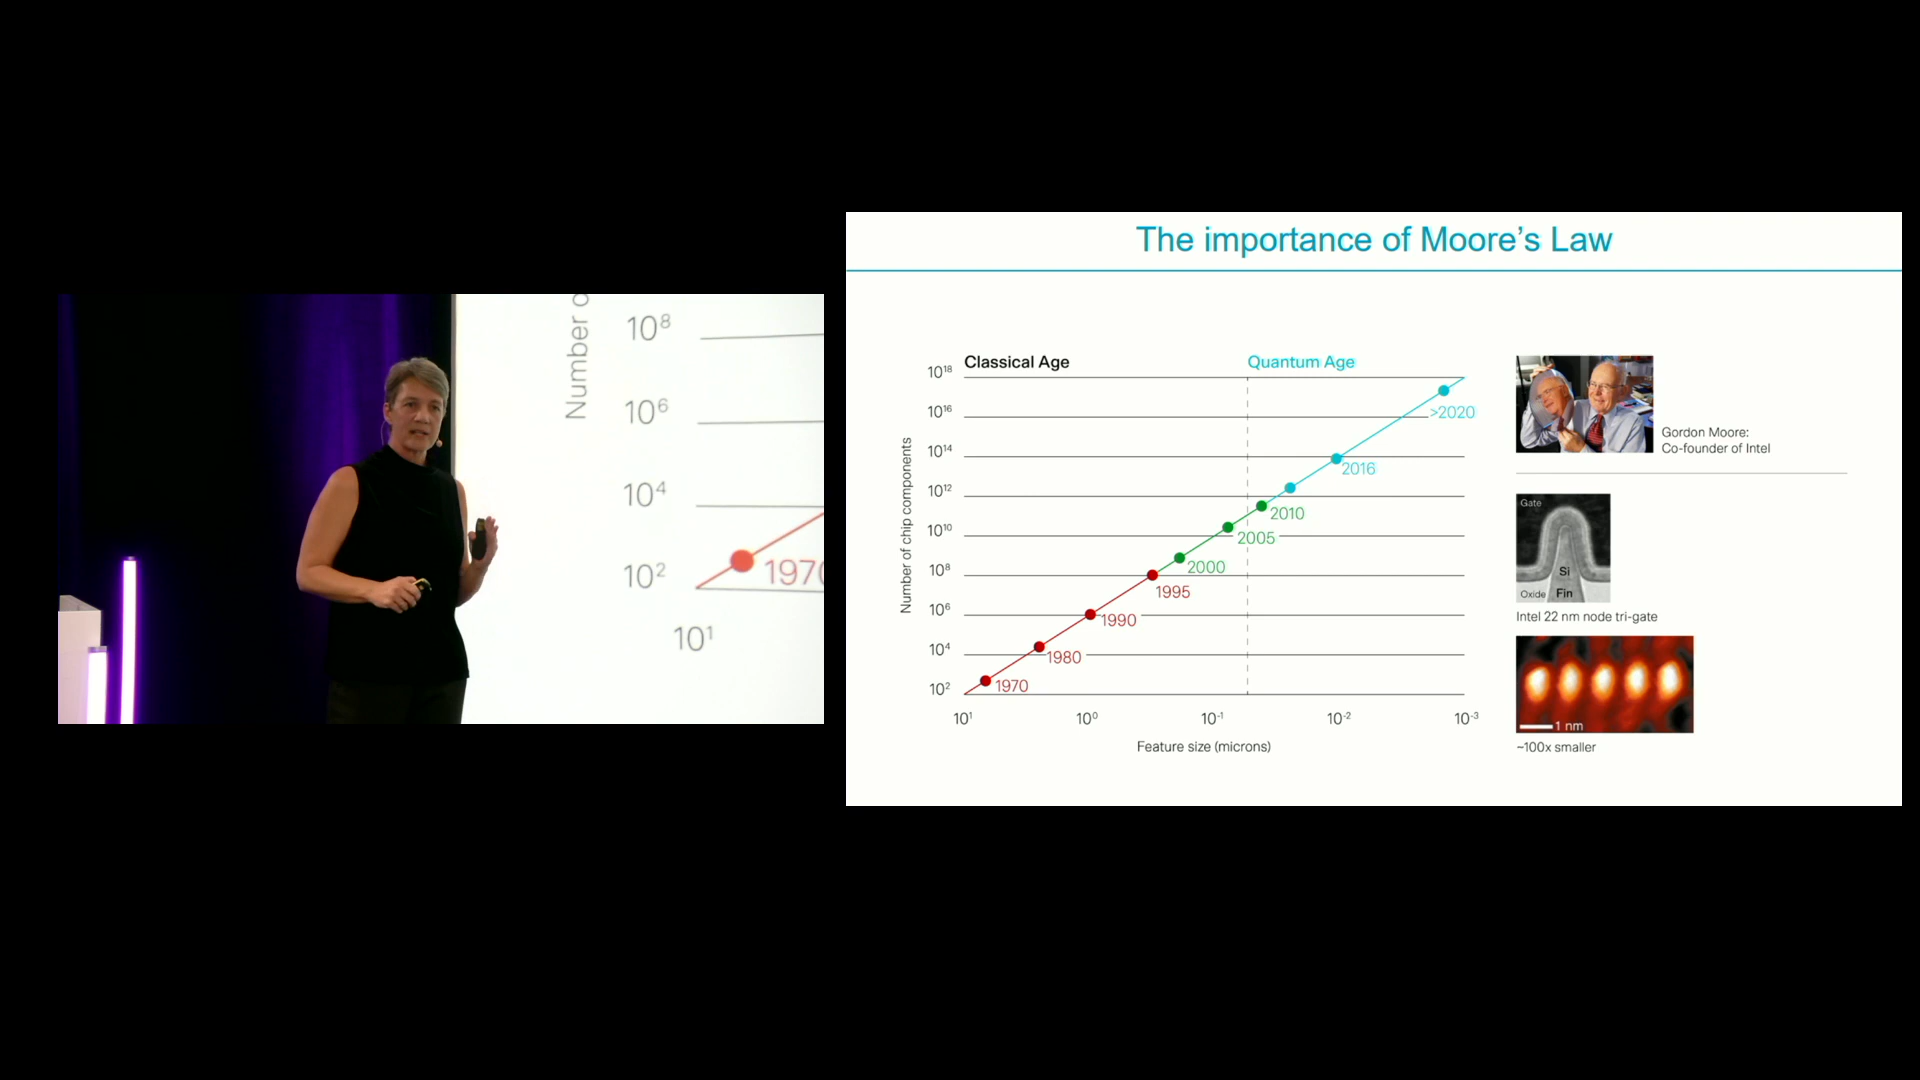 Number o
10⁸
10⁶
10⁴
10²
1970
10¹
The importance of Moore's Law
Classical Age
Quantum Age
Number of chip components
10¹⁸
10¹⁶
10¹⁴
10¹²
10¹⁰
10⁸
10⁶
10⁴
10²
>2020
2016
2010
2005
2000
1995
1990
1980
1970
10¹
10⁰
10⁻¹
10⁻²
10⁻³
Feature size (microns)
Gordon Moore:
Co-founder of Intel
Gate
Si
Oxide Fin
Intel 22 nm node tri-gate
1 nm
~100x smaller